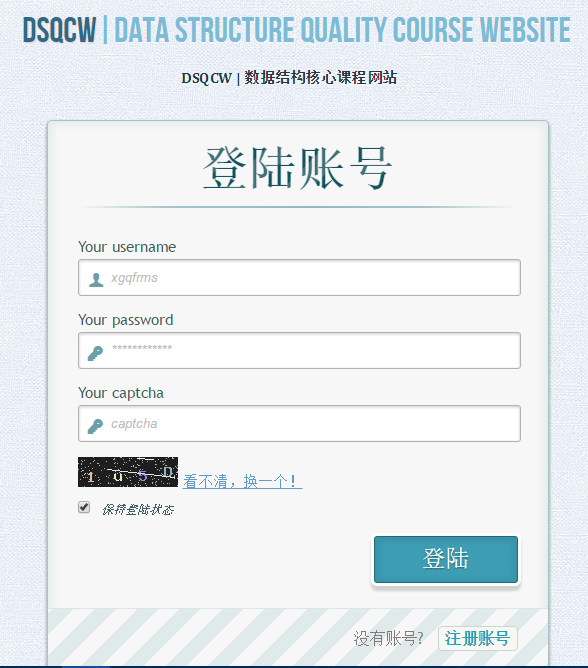 DSQCW | DATA STRUCTURE QUALITY COURSE WEBSITE
DSQCW | 数据结构核心课程网站
登陆账号
Your username
xgqfrms
Your password
************
Your captcha
captcha
1 u 5 D 看不清，换一个！
保持登陆状态
登陆
没有账号? 注册账号